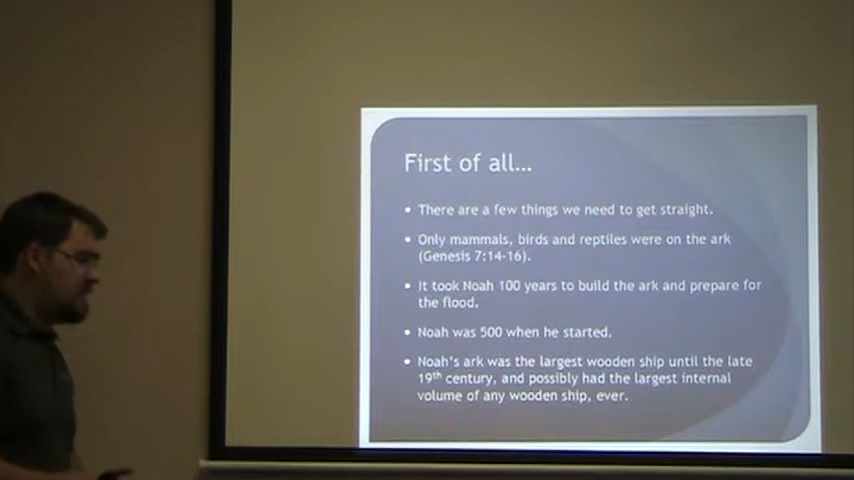 First of all...
• There are a few things we need to get straight.
• Only mammals, birds and reptiles were on the ark
(Genesis 7:14-16).
• It took Noah 100 years to build the ark and prepare for
the flood.
• Noah was 500 when he started.
• Noah's ark was the largest wooden ship until the late
19th century, and possibly had the largest internal
volume of any wooden ship, ever.